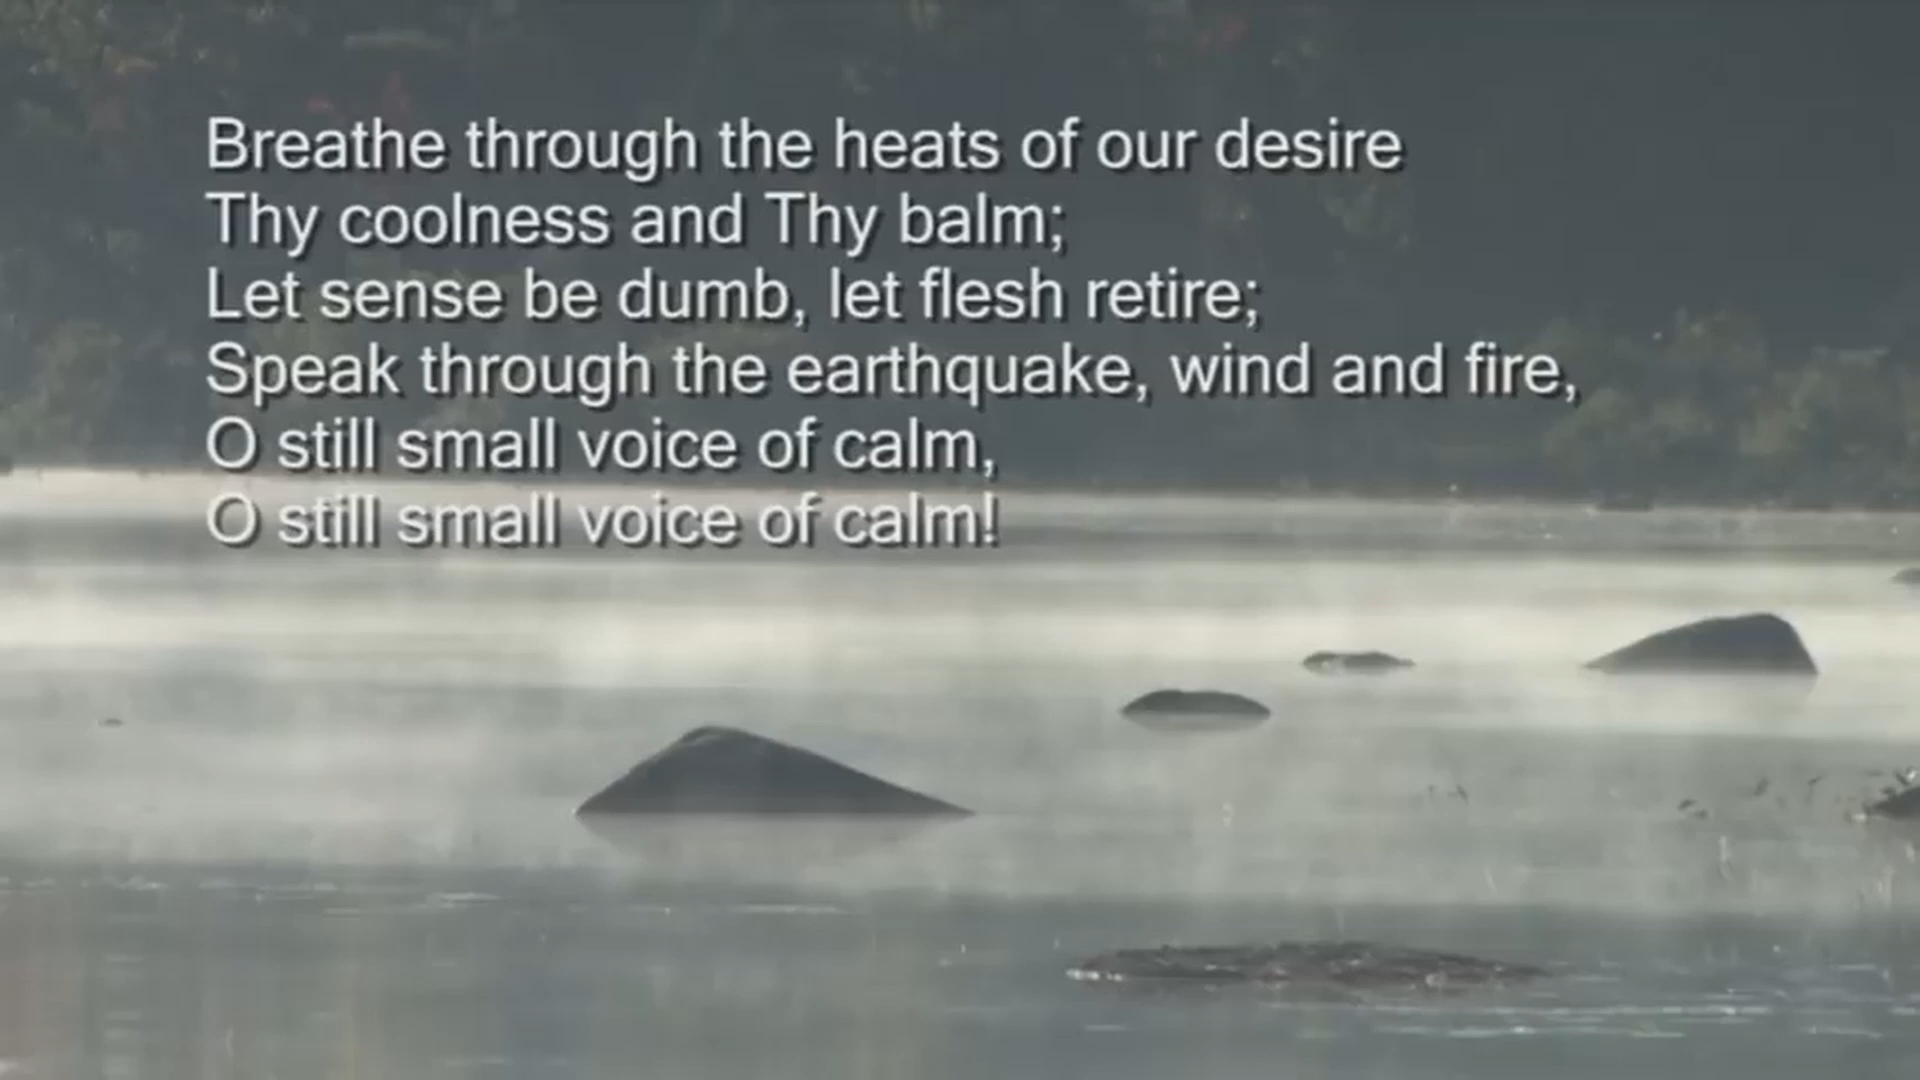 Breathe through the heats of our desire
Thy coolness and Thy balm;
Let sense be dumb, let flesh retire;
Speak through the earthquake, wind and fire,
O still small voice of calm,
O still small voice of calm!